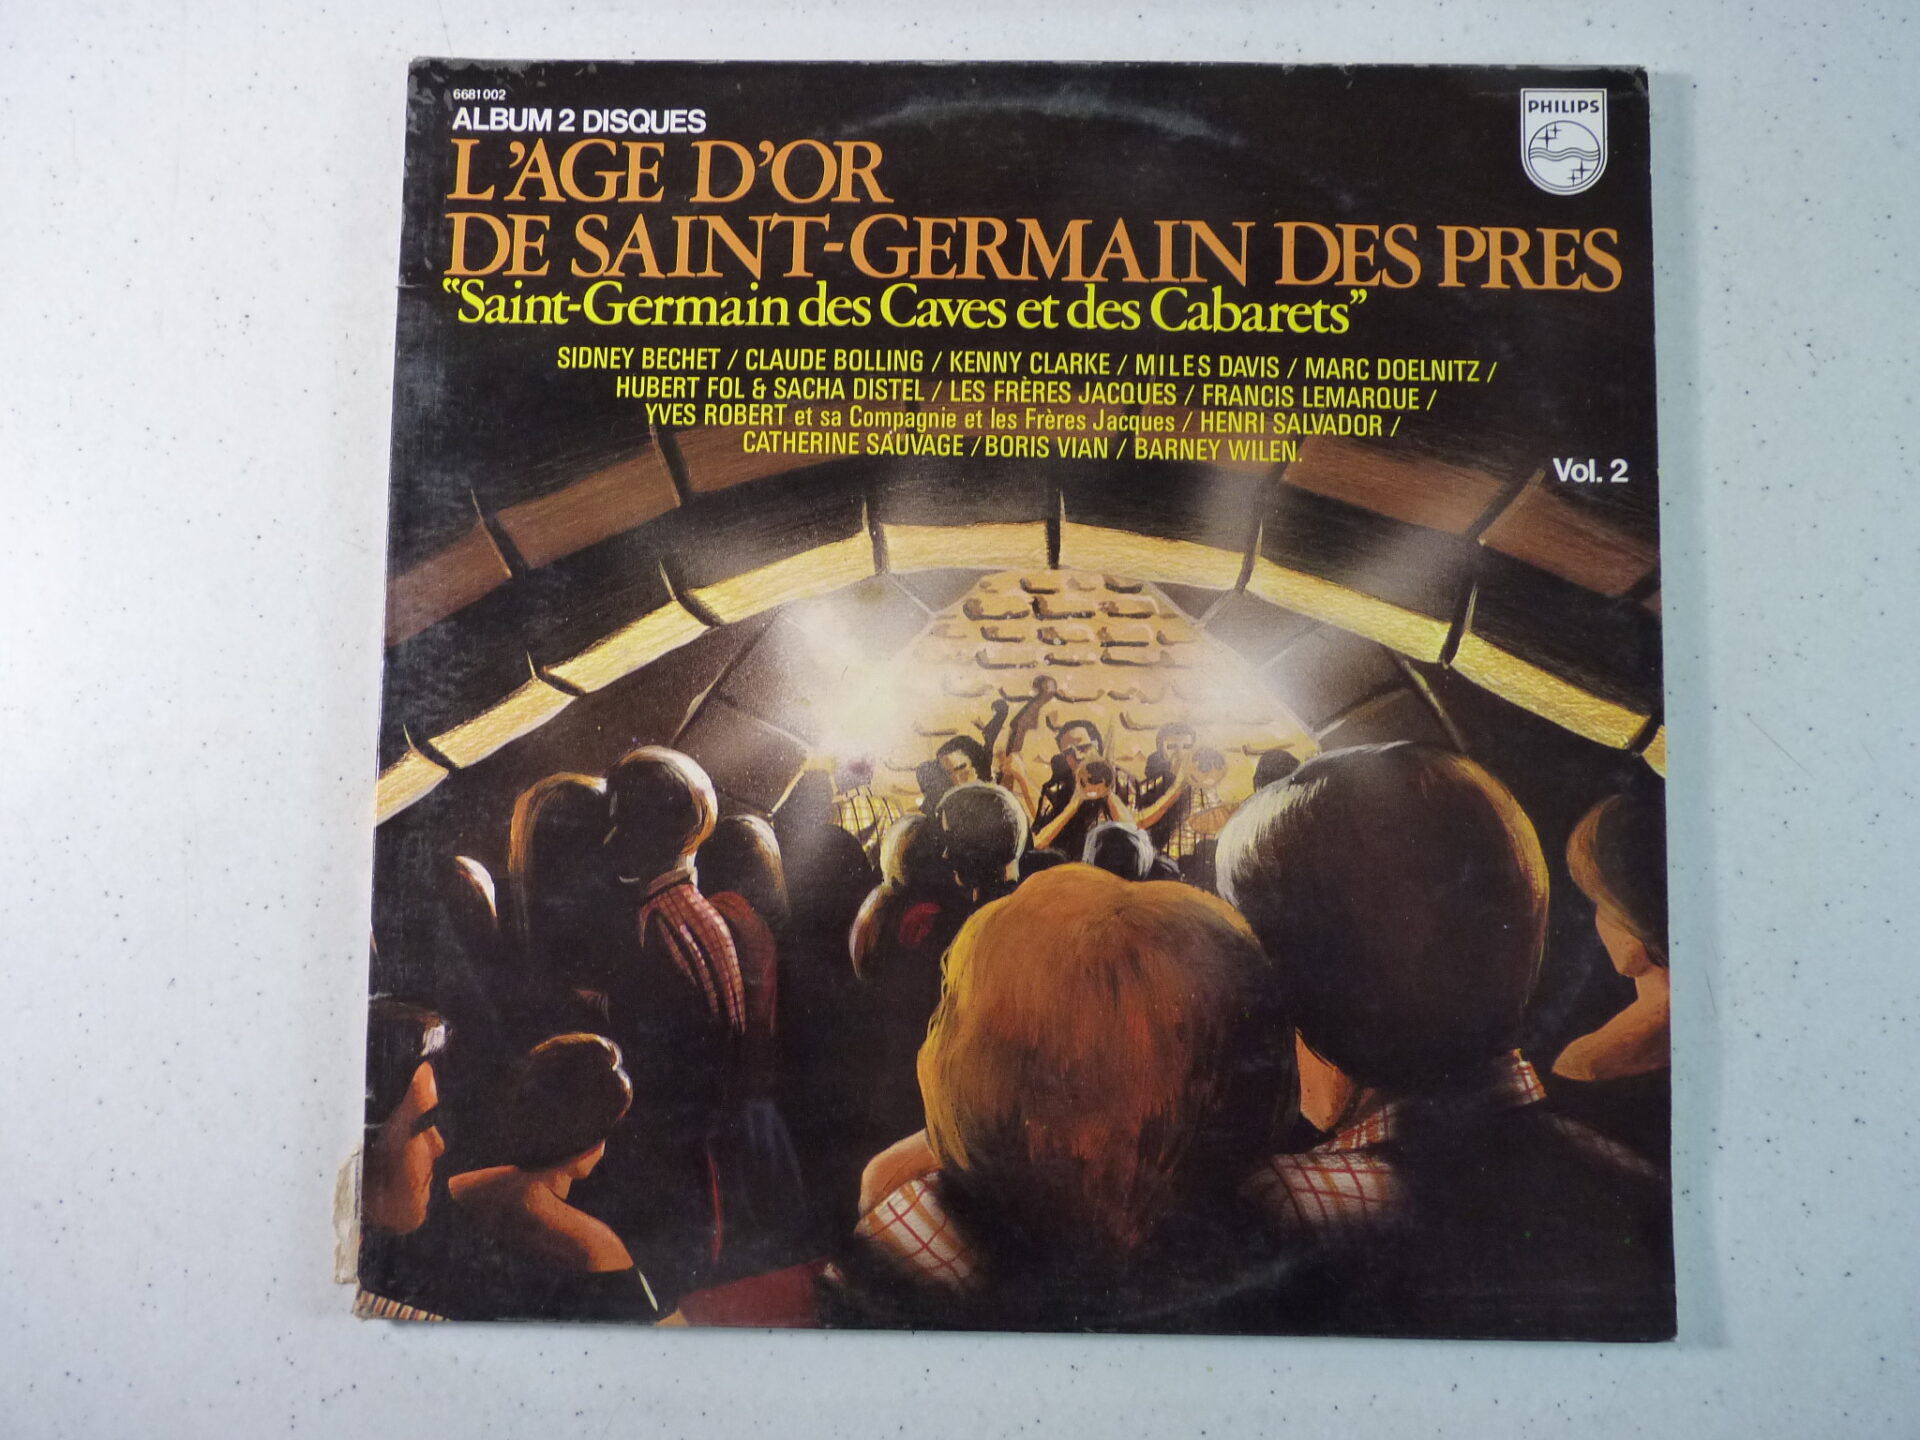 6681 002
ALBUM 2 DISQUES
PHILIPS
L'AGE D'OR
DE SAINT-GERMAIN DES PRES
“Saint-Germain des Caves et des Cabarets”
SIDNEY BECHET / CLAUDE BOLLING / KENNY CLARKE / MILES DAVIS / MARC DOELNITZ /
HUBERT FOL & SACHA DISTEL / LES FRÈRES JACQUES / FRANCIS LEMARQUE /
YVES ROBERT et sa Compagnie et les Frères Jacques / HENRI SALVADOR /
CATHERINE SAUVAGE / BORIS VIAN / BARNEY WILEN.
Vol. 2